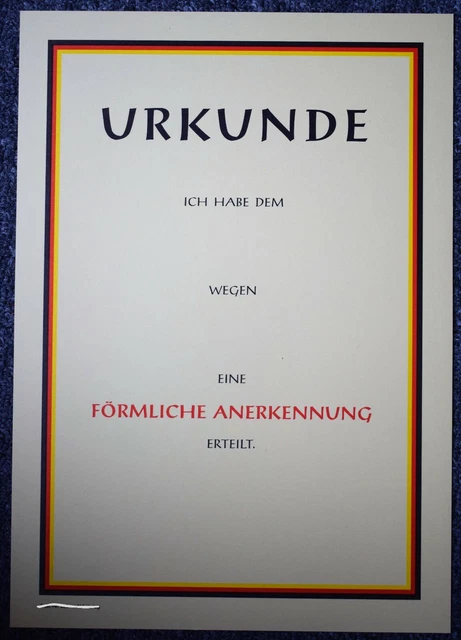 URKUNDE
ICH HABE DEM
WEGEN
EINE
FÖRMLICHE ANERKENNUNG
ERTEILT.